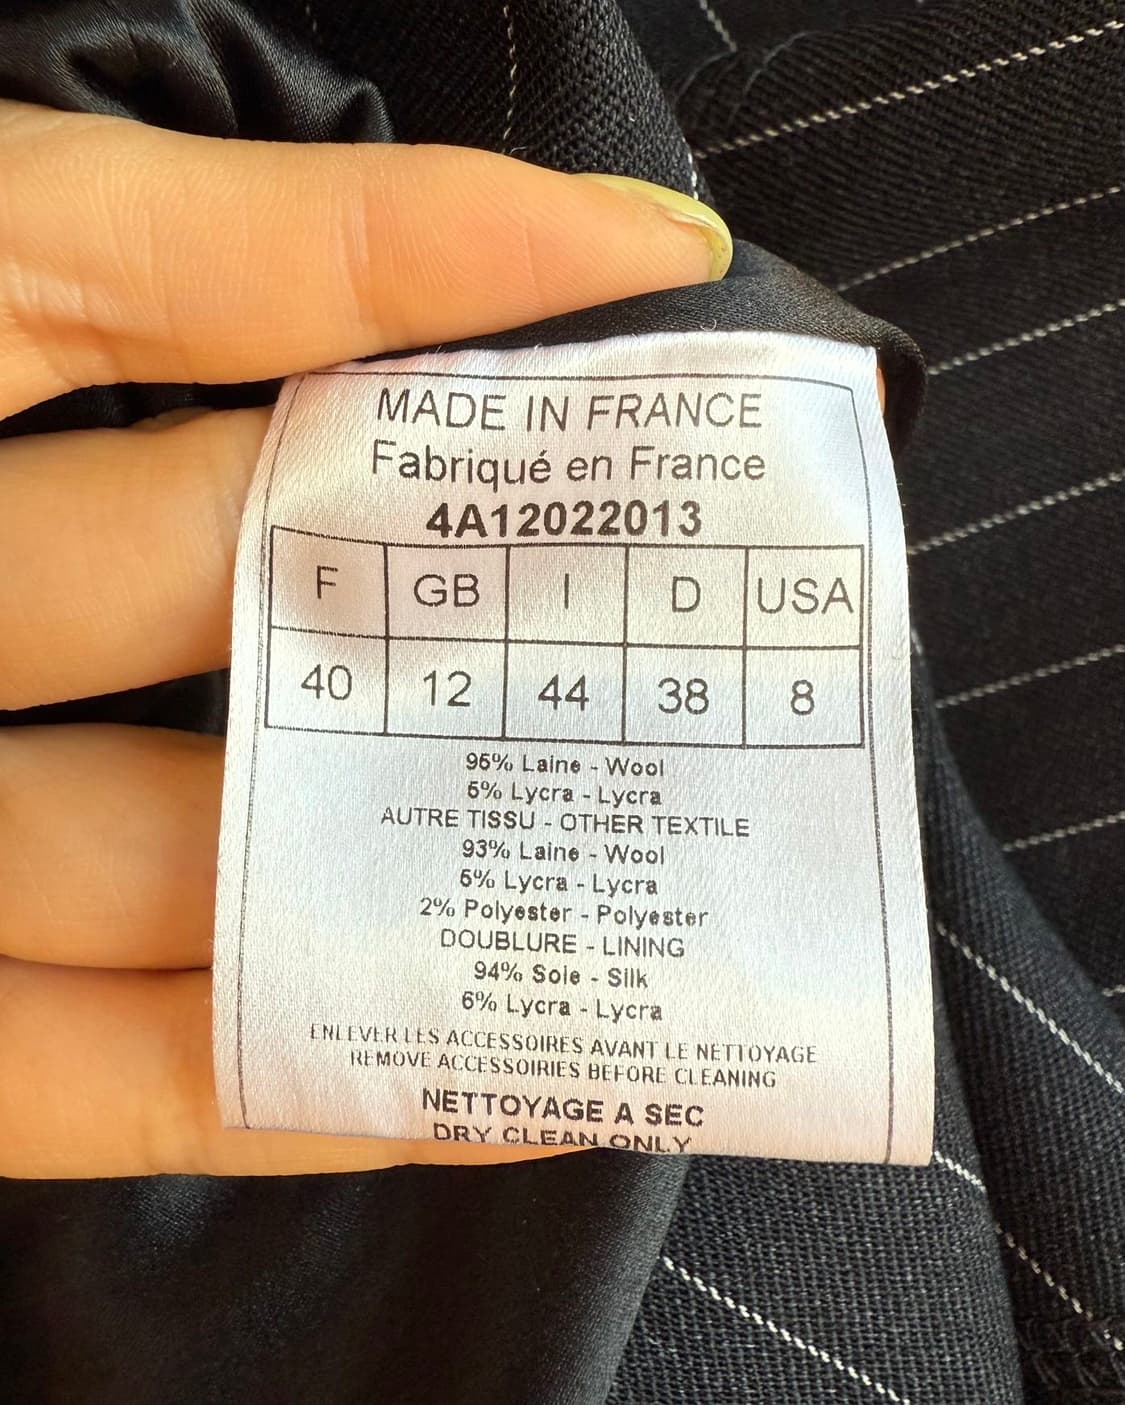 MADE IN FRANCE
Fabriqué en France
4A12022013
F GB I D USA
40 12 44 38 8
95% Laine - Wool
5% Lycra - Lycra
AUTRE TISSU - OTHER TEXTILE
93% Laine - Wool
5% Lycra - Lycra
2% Polyester - Polyester
DOUBLURE - LINING
94% Soie - Silk
6% Lycra - Lycra
ENLEVER LES ACCESSOIRES AVANT LE NETTOYAGE
REMOVE ACCESSOIRIES BEFORE CLEANING
NETTOYAGE A SEC
DRY CLEAN ONLY